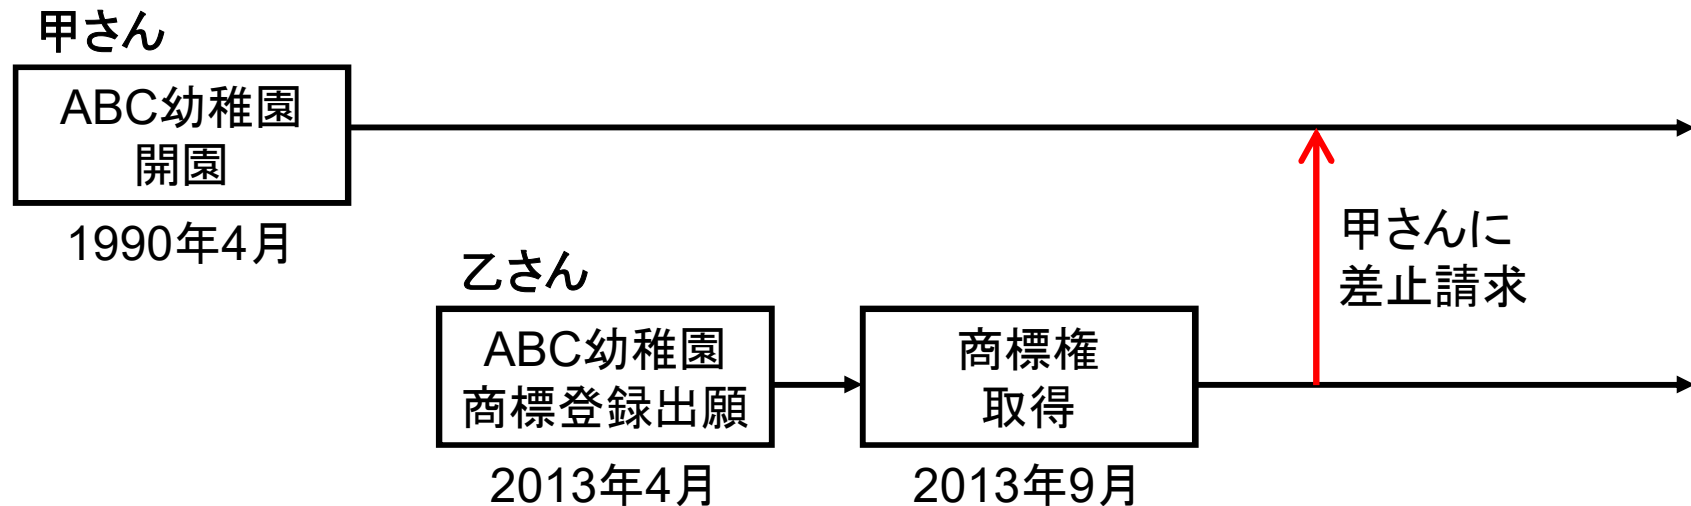 甲さん
ABC幼稚園
開園
1990年4月
乙さん
ABC幼稚園
商標登録出願
2013年4月
商標権
取得
2013年9月
甲さんに
差止請求